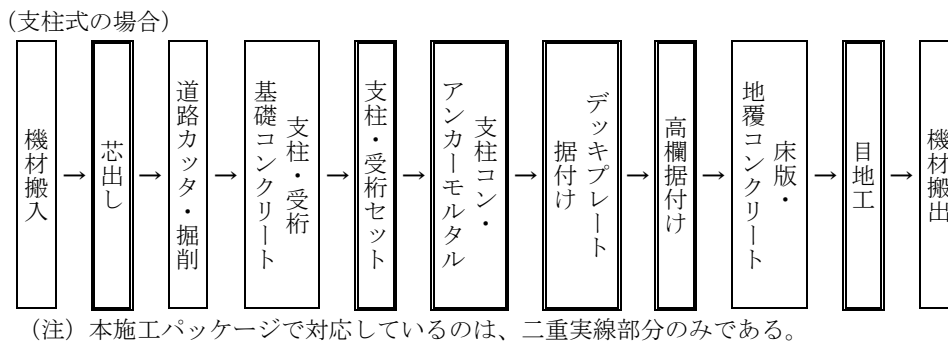 （支柱式の場合）
機材搬入
→
芯出し
→
道路カッタ・掘削
→
支柱・受桁
基礎コンクリート
→
支柱・受桁セット
→
支柱コン・
アンカーモルタル
→
デッキプレート
据付け
→
高欄据付け
→
床版・
地覆コンクリート
→
目地工
→
機材搬出
（注）本施工パッケージで対応しているのは、二重実線部分のみである。